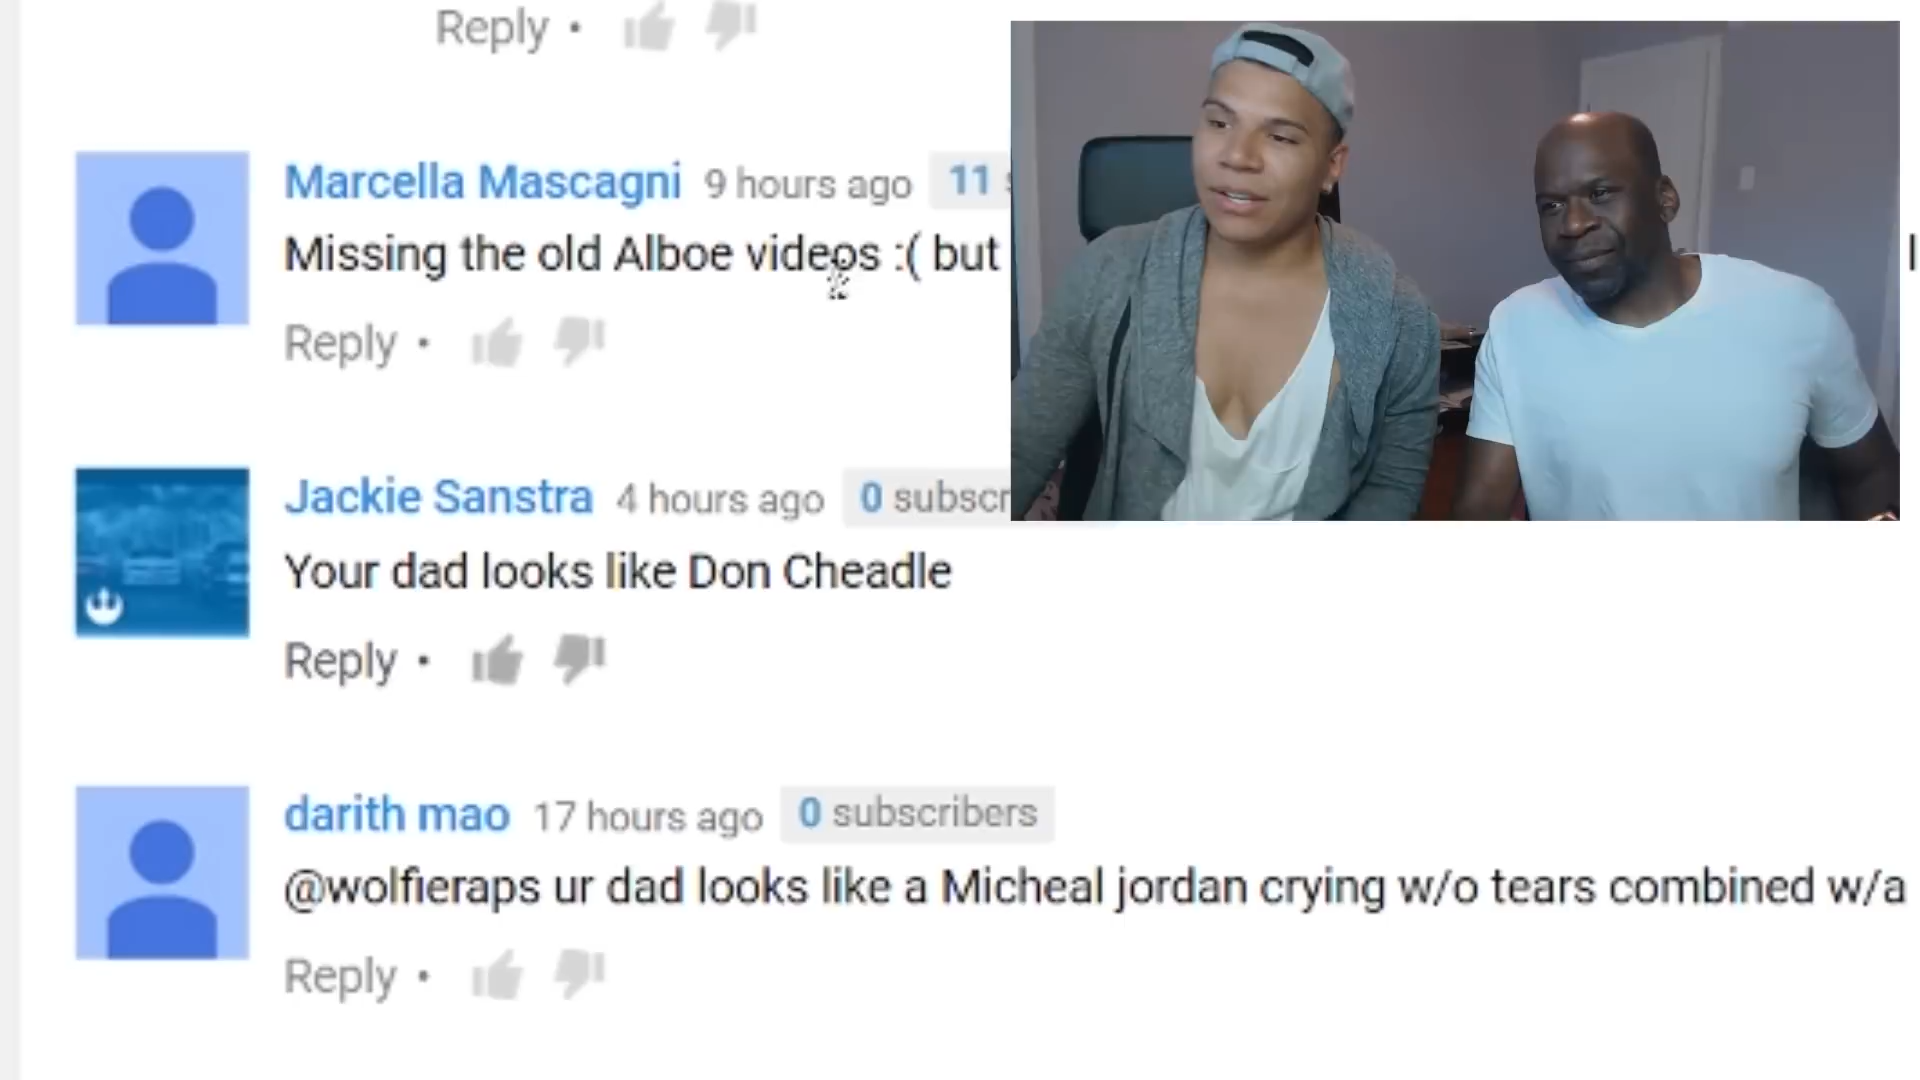 Reply •
Marcella Mascagni 9 hours ago 11
Missing the old Alboe videos :( but
Reply •
Jackie Sanstra 4 hours ago 0 subscr
Your dad looks like Don Cheadle
Reply •
darith mao 17 hours ago 0 subscribers
@wolfieraps ur dad looks like a Micheal jordan crying w/o tears combined w/a
Reply •